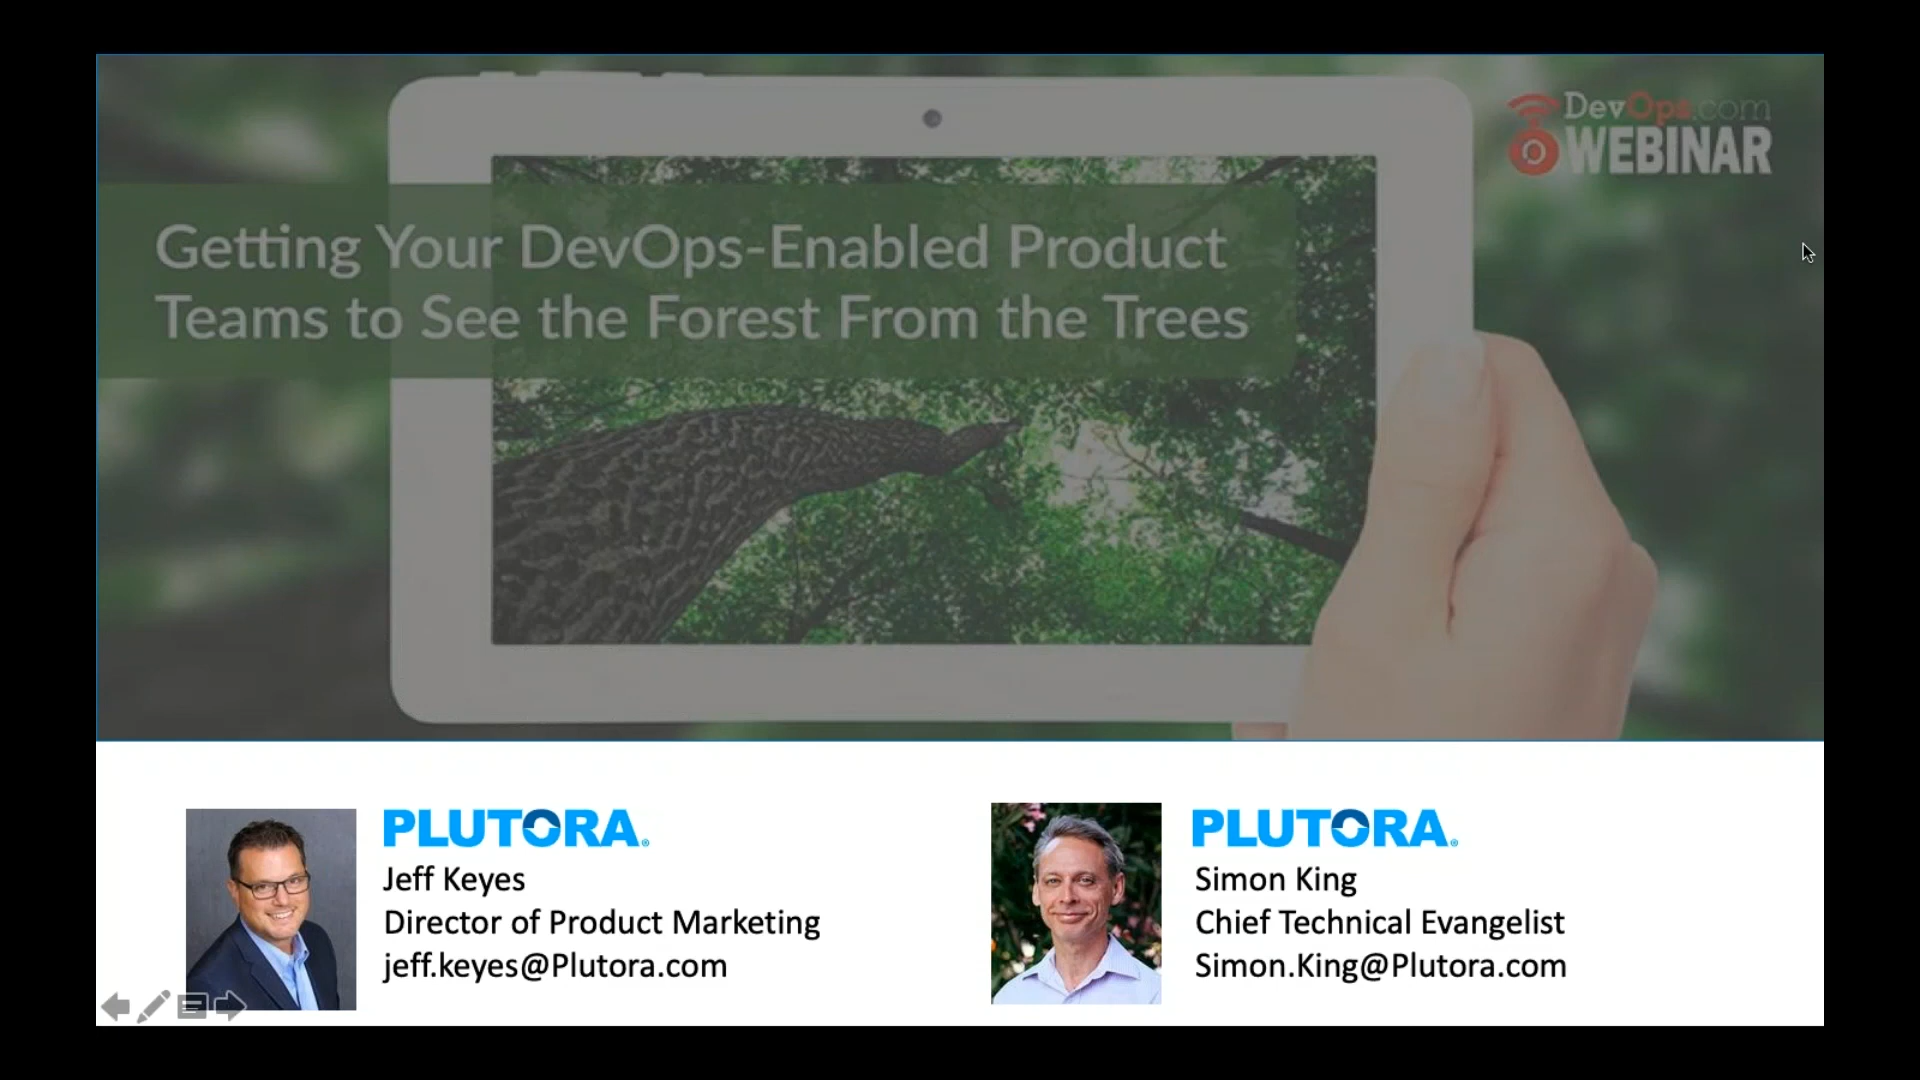 DevOps.com
WEBINAR
Getting Your DevOps-Enabled Product
Teams to See the Forest From the Trees
PLUTORA®
Jeff Keyes
Director of Product Marketing
jeff.keyes@Plutora.com
PLUTORA®
Simon King
Chief Technical Evangelist
Simon.King@Plutora.com